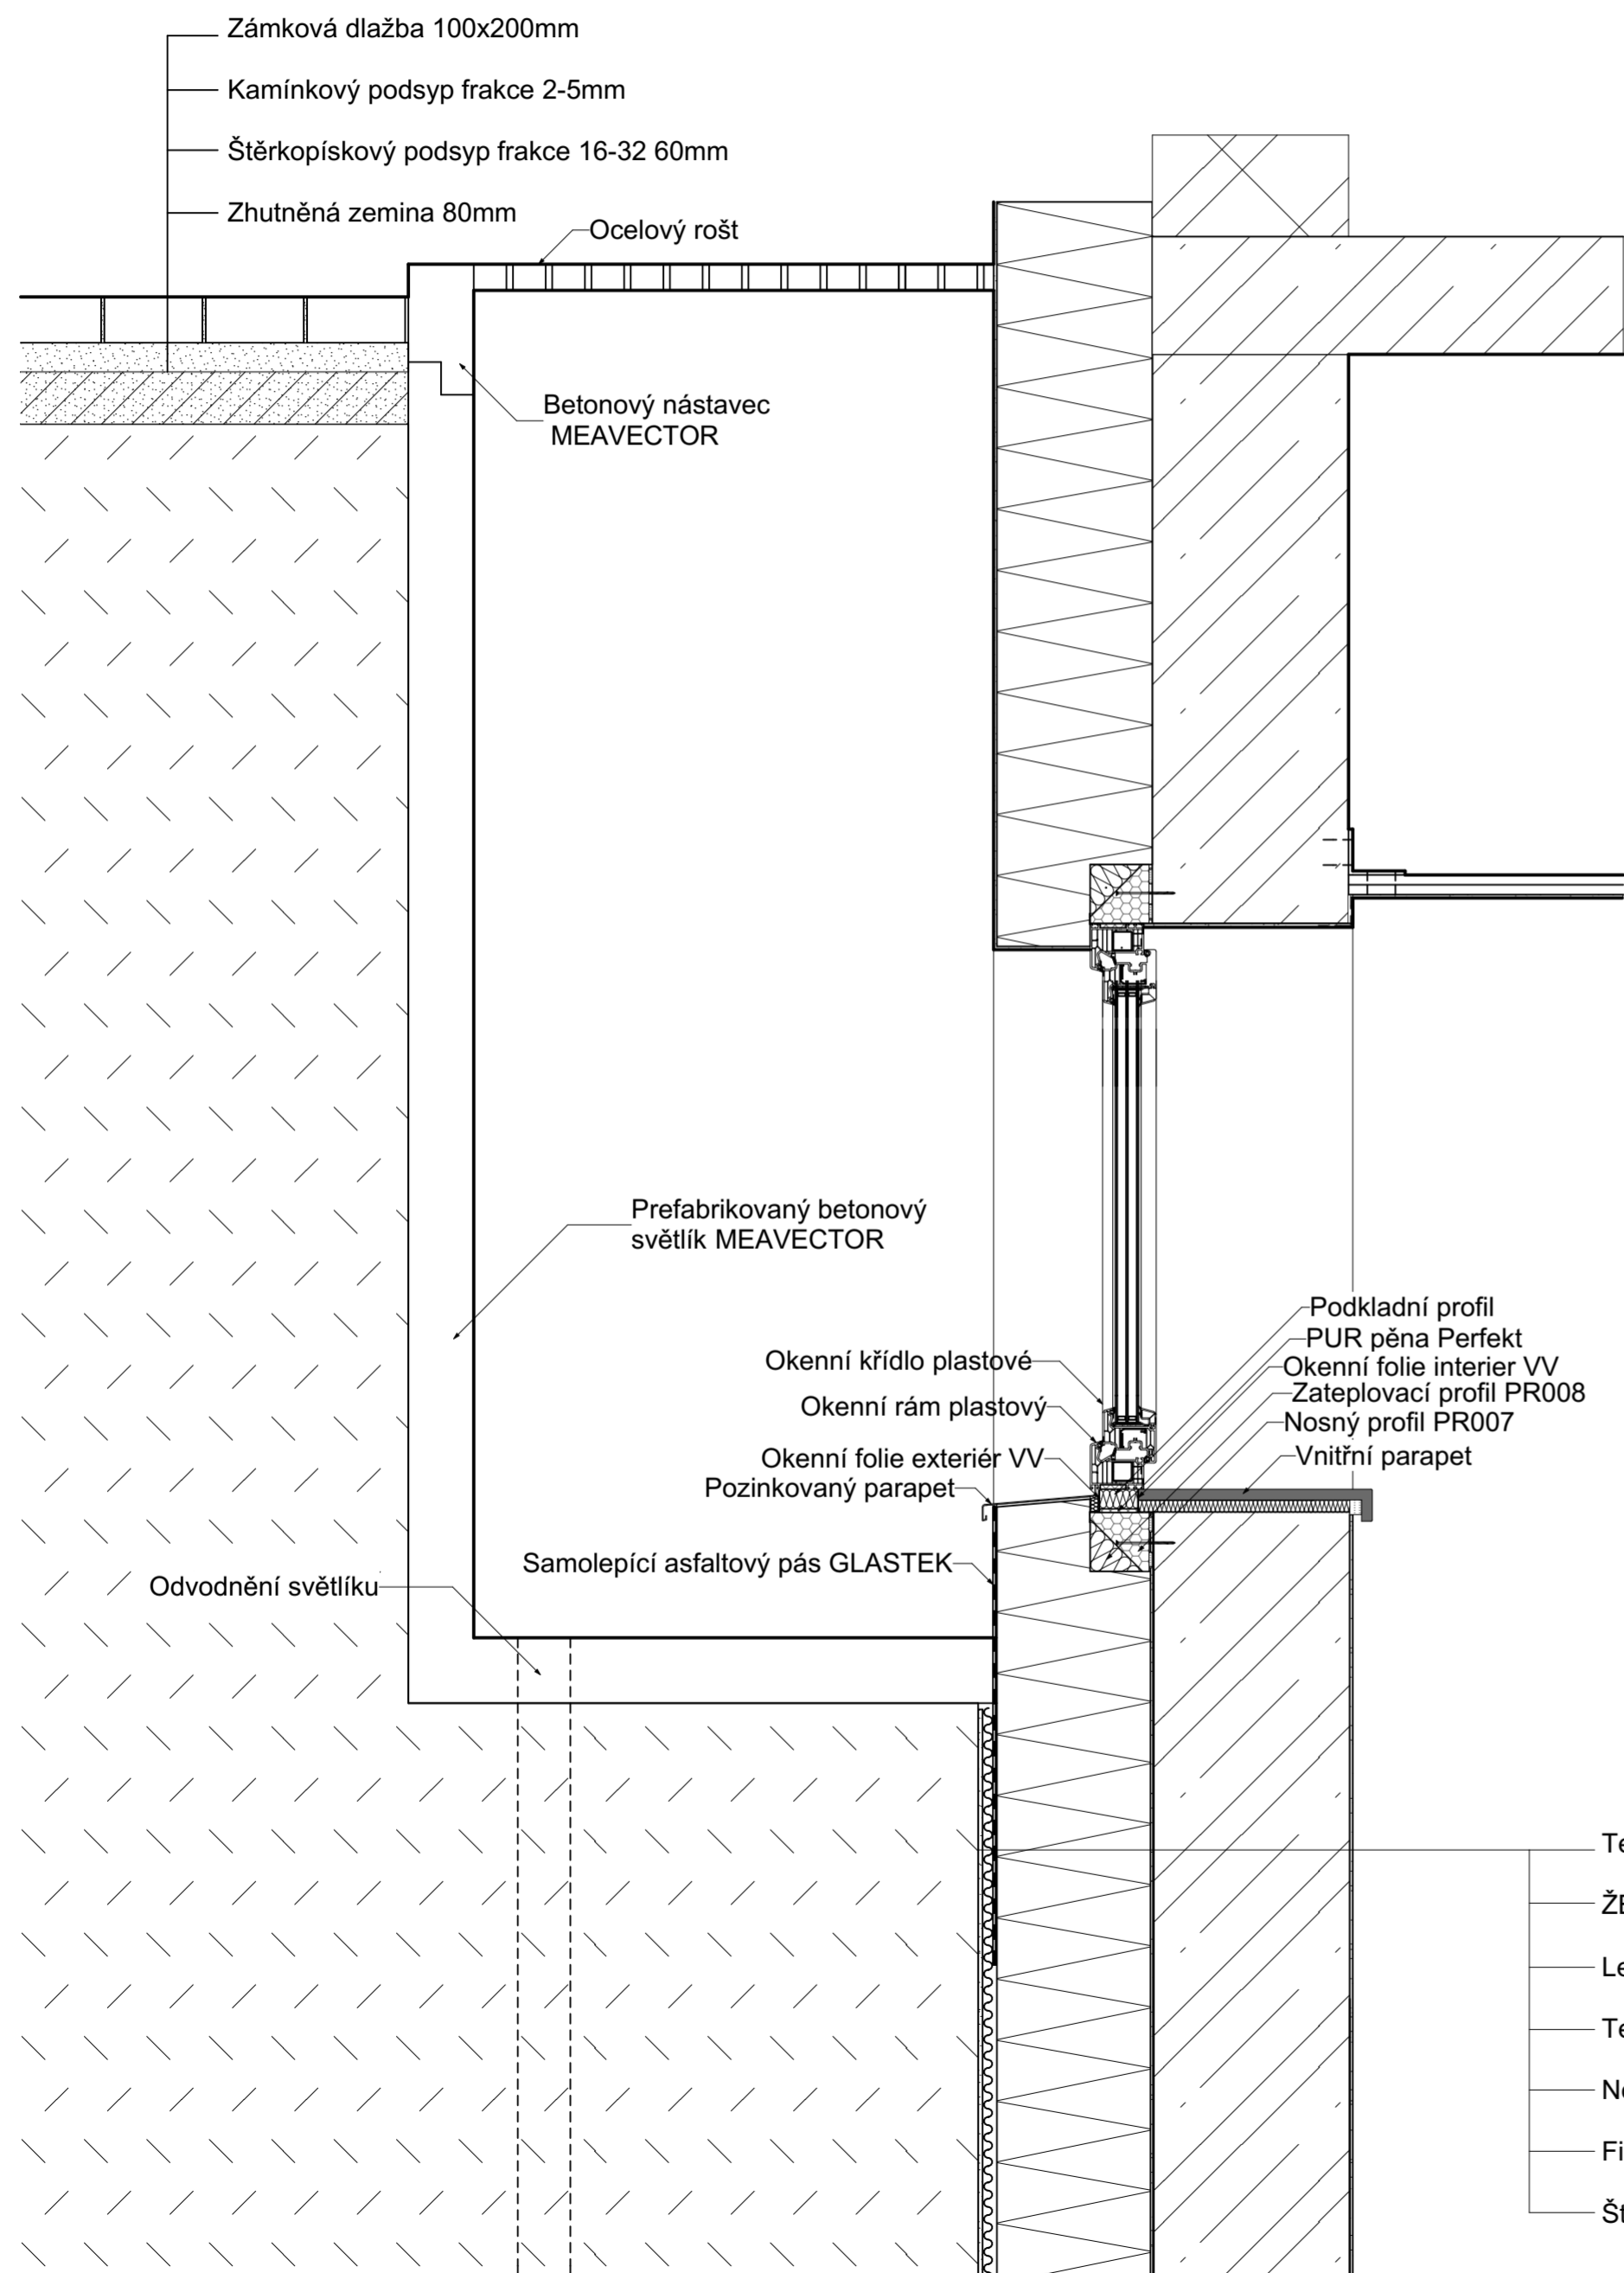 Zámková dlažba 100x200mm
Kamínkový podsyp frakce 2-5mm
Štěrkopískový podsyp frakce 16-32 60mm
Zhutněná zemina 80mm
Ocelový rošt
Betonový nástavec
MEAVECTOR
Prefabrikovaný betonový
světlík MEAVECTOR
Podkladní profil
PUR pěna Perfekt
Okenní křídlo plastové
Okenní folie interier VV
Zateplovací profil PR008
Okenní rám plastový
Nosný profil PR007
Okenní folie exteriér VV
Vnitřní parapet
Pozinkovaný parapet
Samolepící asfaltový pás GLASTEK
Odvodnění světlíku